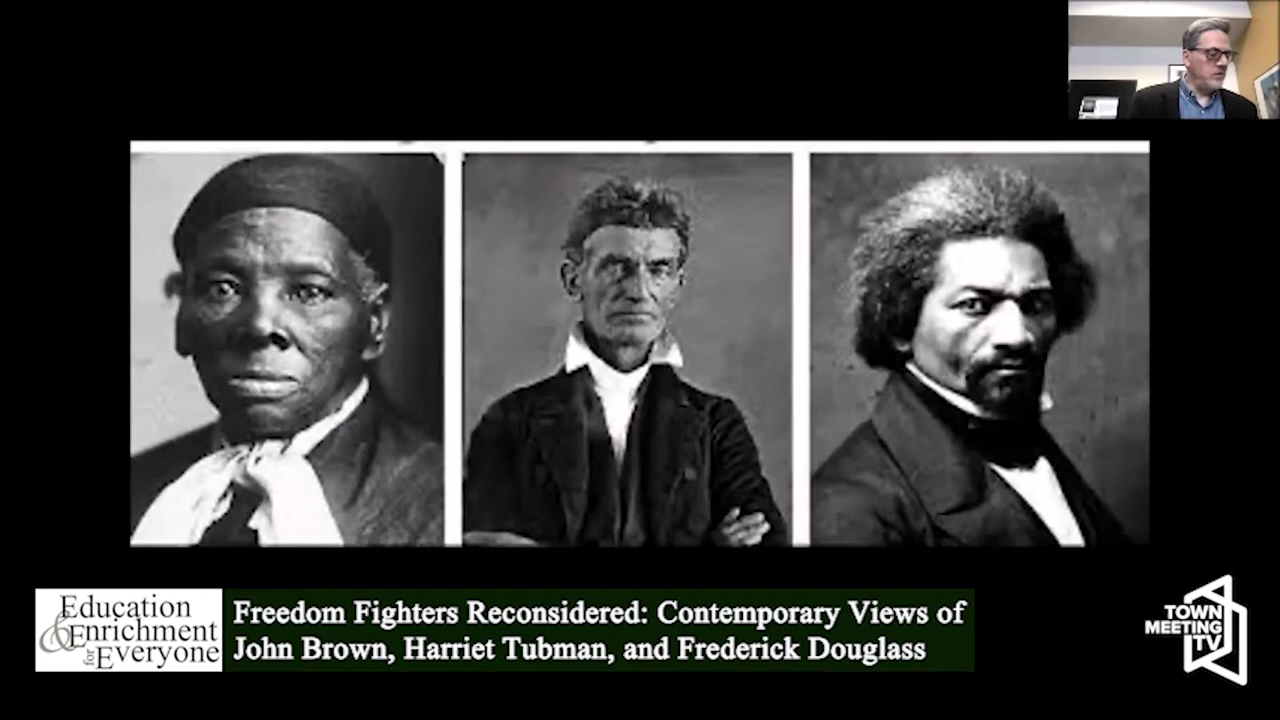 Education
& Enrichment
for Everyone
Freedom Fighters Reconsidered: Contemporary Views of
John Brown, Harriet Tubman, and Frederick Douglass
TOWN
MEETING
TV